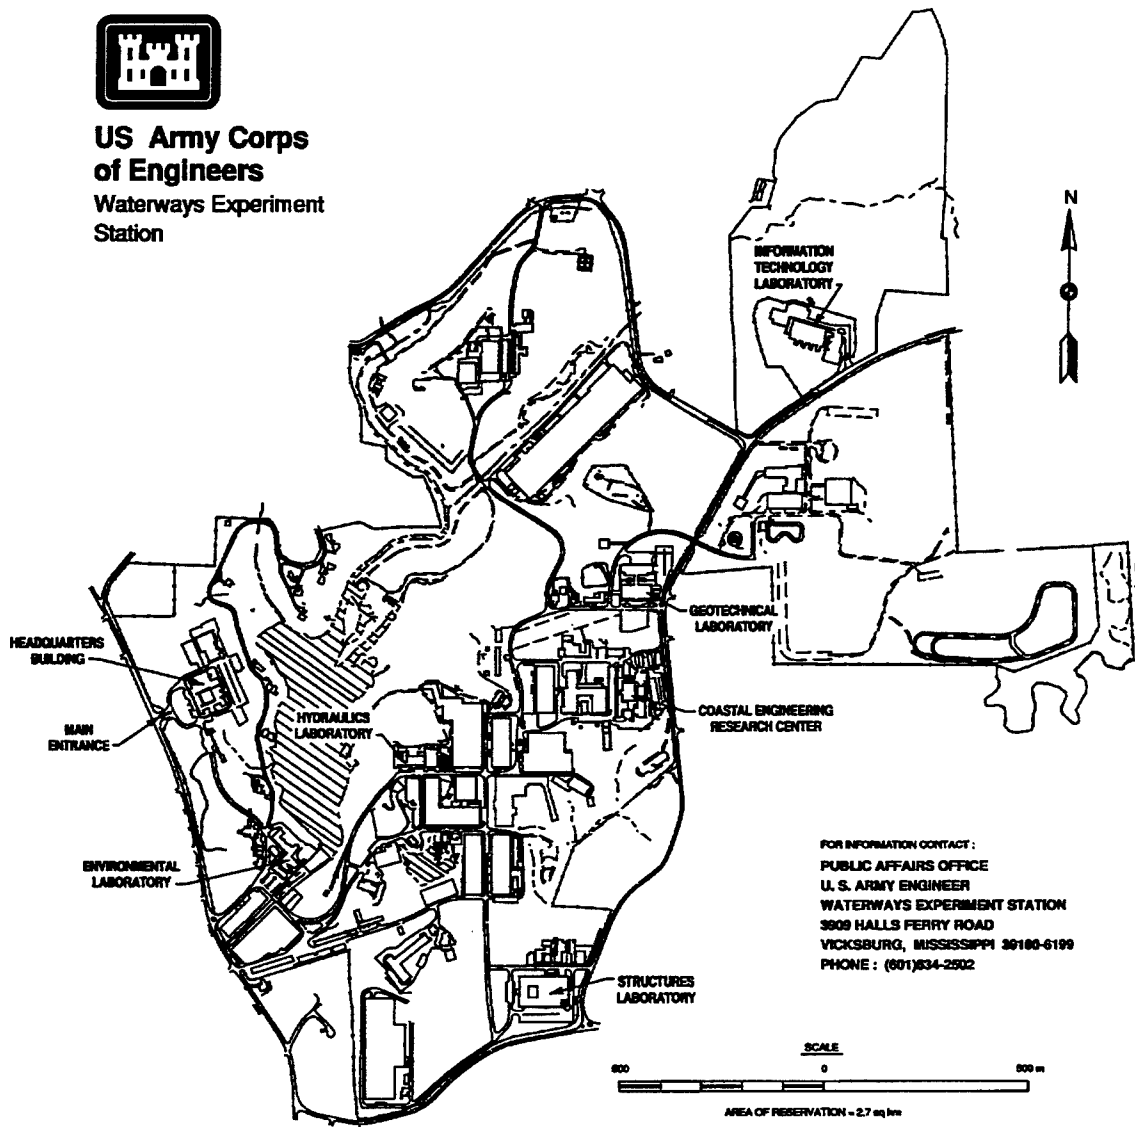 US Army Corps
of Engineers
Waterways Experiment
Station
N
INFORMATION
TECHNOLOGY
LABORATORY
GEOTECHNICAL
LABORATORY
HEADQUARTERS
BUILDING
MAIN
ENTRANCE
HYDRAULICS
LABORATORY
COASTAL ENGINEERING
RESEARCH CENTER
ENVIRONMENTAL
LABORATORY
STRUCTURES
LABORATORY
FOR INFORMATION CONTACT :
PUBLIC AFFAIRS OFFICE
U. S. ARMY ENGINEER
WATERWAYS EXPERIMENT STATION
3909 HALLS FERRY ROAD
VICKSBURG, MISSISSIPPI 39180-6199
PHONE : (601)634-2502
SCALE
500 0 500 m
AREA OF RESERVATION = 2.7 sq km